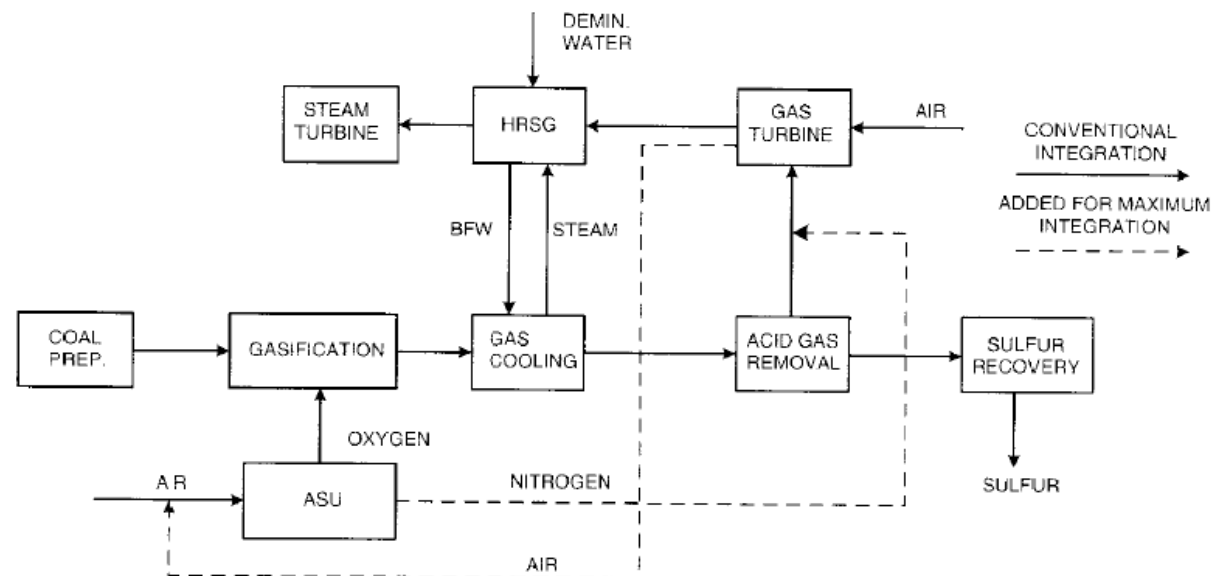 DEMIN.
WATER
STEAM
TURBINE
HRSG
GAS
TURBINE
AIR
CONVENTIONAL
INTEGRATION
ADDED FOR MAXIMUM
INTEGRATION
BFW
STEAM
COAL
PREP.
GASIFICATION
GAS
COOLING
ACID GAS
REMOVAL
SULFUR
RECOVERY
OXYGEN
A R
ASU
NITROGEN
SULFUR
AIR